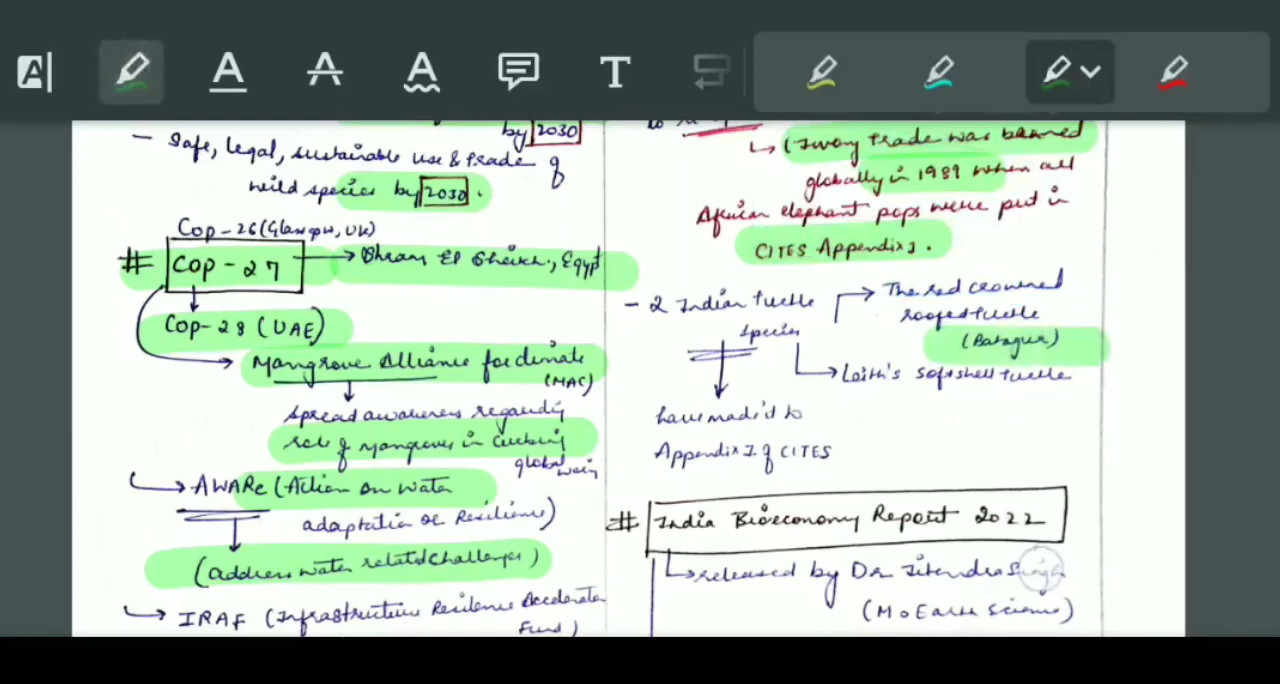 by 2030
- Safe, legal, sustainable use & trade of
wild species by 2030.
Cop-26 (Glasgow, UK)
# Cop-27 → Sharm El Sheikh, Egypt
Cop-28 (UAE)
→ Mangrove Alliance for climate
(MAC)
spread awareness regarding
role of Mangroves in curbing
global
→ AWARe (Action on Water
adaptation or Resilience)
(address water related challenges)
→ IRAF (Infrastructure Resilience Accelerator
Fund)
to
↳ (Ivory trade was banned
globally in 1989 when all
African elephant pops were put in
CITES Appendix I.
- 2 Indian turtle
species
→ The red crowned
roofed turtle
(Batagur)
→ Leith's softshell turtle
have made it to
Appendix I of CITES
# India Bioeconomy Report 2022
→ released by Dr Jitendra Singh
(MoEarth Science)